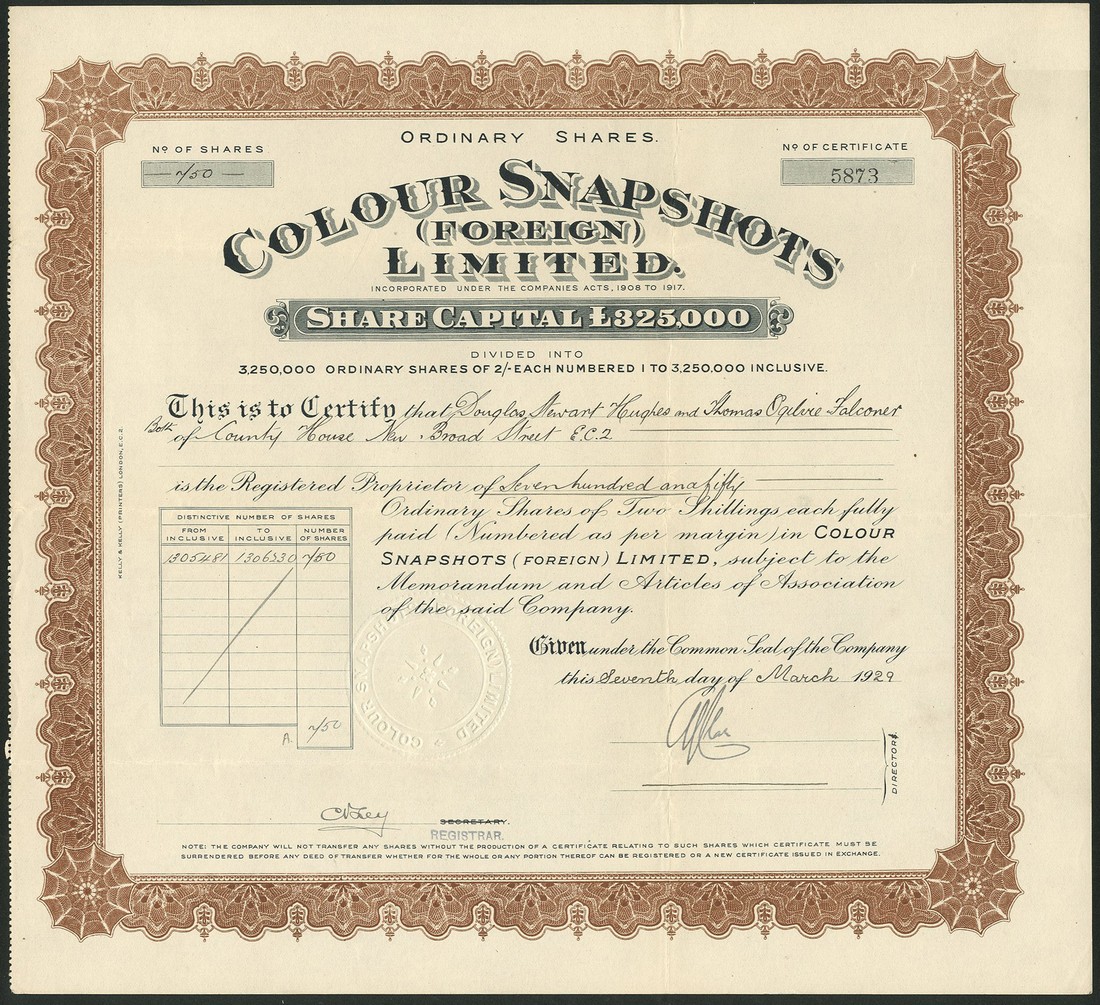 ORDINARY SHARES.
No OF SHARES
— 750 —
No OF CERTIFICATE
5873
COLOUR SNAPSHOTS
(FOREIGN)
LIMITED.
INCORPORATED UNDER THE COMPANIES ACTS, 1908 TO 1917.
SHARE CAPITAL £325,000
DIVIDED INTO
3,250,000 ORDINARY SHARES OF 2/- EACH NUMBERED 1 TO 3,250,000 INCLUSIVE.
This is to Certify that Douglas Stewart Hughes and Thomas Ogilvie Falconer
Both of County House New Broad Street E.C.2
is the Registered Proprietor of Seven hundred and fifty
Ordinary Shares of Two Shillings each fully
paid (Numbered as per margin) in COLOUR
SNAPSHOTS (FOREIGN) LIMITED, subject to the
Memorandum and Articles of Association
of the said Company.
DISTINCTIVE NUMBER OF SHARES
FROM INCLUSIVE TO INCLUSIVE NUMBER OF SHARES
1305481 1306230 750
A. 750
COLOUR SNAPSHOTS (FOREIGN) LIMITED
Given under the Common Seal of the Company
this Seventh day of March 1929
DIRECTORS.
SECRETARY.
REGISTRAR.
NOTE: THE COMPANY WILL NOT TRANSFER ANY SHARES WITHOUT THE PRODUCTION OF A CERTIFICATE RELATING TO SUCH SHARES WHICH CERTIFICATE MUST BE
SURRENDERED BEFORE ANY DEED OF TRANSFER WHETHER FOR THE WHOLE OR ANY PORTION THEREOF CAN BE REGISTERED OR A NEW CERTIFICATE ISSUED IN EXCHANGE.
KELLY & KELLY (PRINTERS) LONDON, E.C.2.